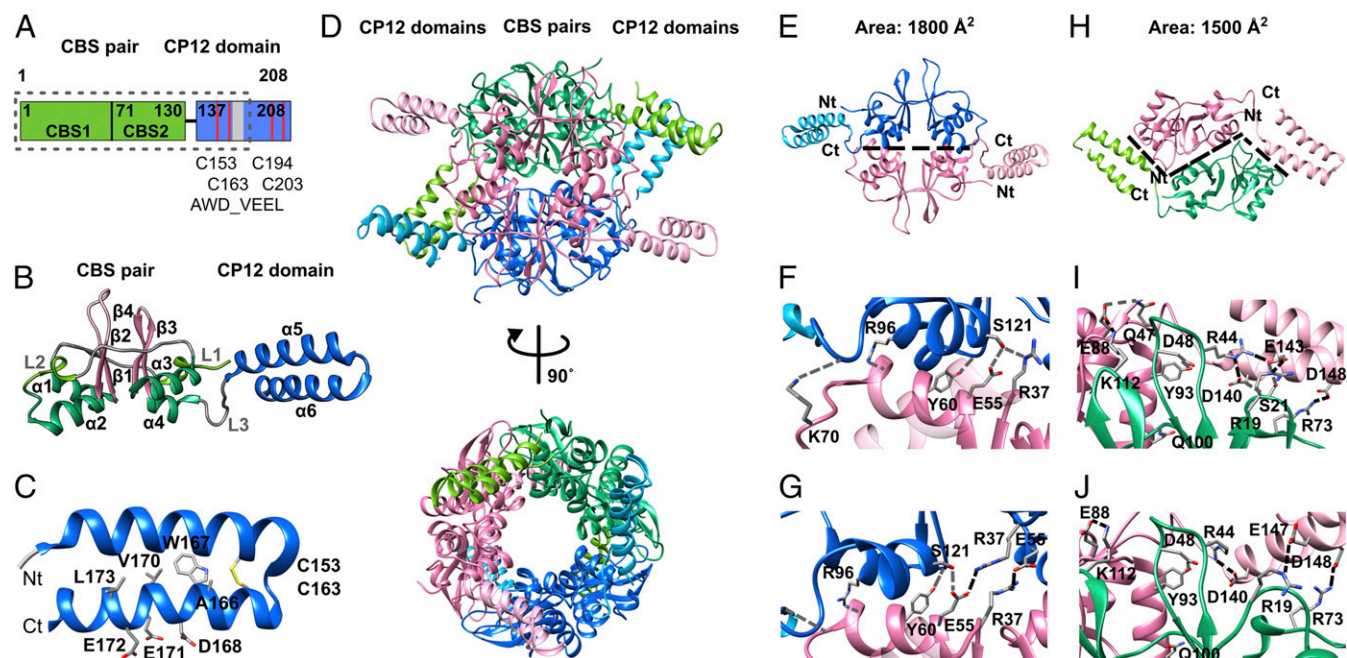 A
CBS pair CP12 domain
1 208
1 71 130 137 208
CBS1 CBS2
C153 C194
C163 C203
AWD_VEEL
B
CBS pair CP12 domain
β4
β2 β3
α5
L2 α1 β1 α3 L1
α2 α4 L3 α6
C
W167
V170
Nt L173 C153
A166 C163
Ct
E172 E171 D168
D
CP12 domains CBS pairs CP12 domains
90°
E
Area: 1800 Å²
Nt
Ct Ct
Nt
F
R96 S121
Y60 E55 R37
K70
G
S121 R37 E55
R96
Y60 E55 R37
H
Area: 1500 Å²
Ct
Nt
Nt
Ct
I
Q47 D48 R44 E143
E88
K112 Y93 D140 D148
S21
R19 R73
Q100
J
E88 R44 E147
D48
D148
K112
Y93 D140
R19 R73
Q100